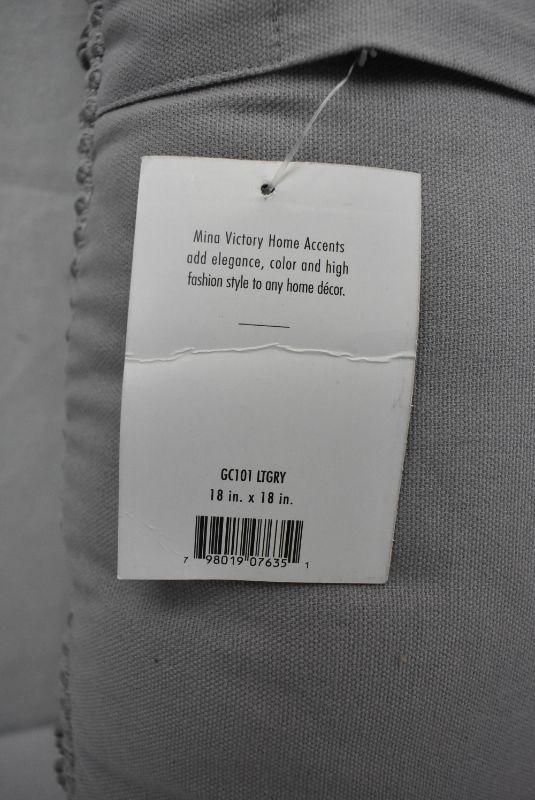 Mina Victory Home Accents
add elegance, color and high
fashion style to any home décor.
GC101 LTGRY
18 in. x 18 in.
7 98019 07635 1